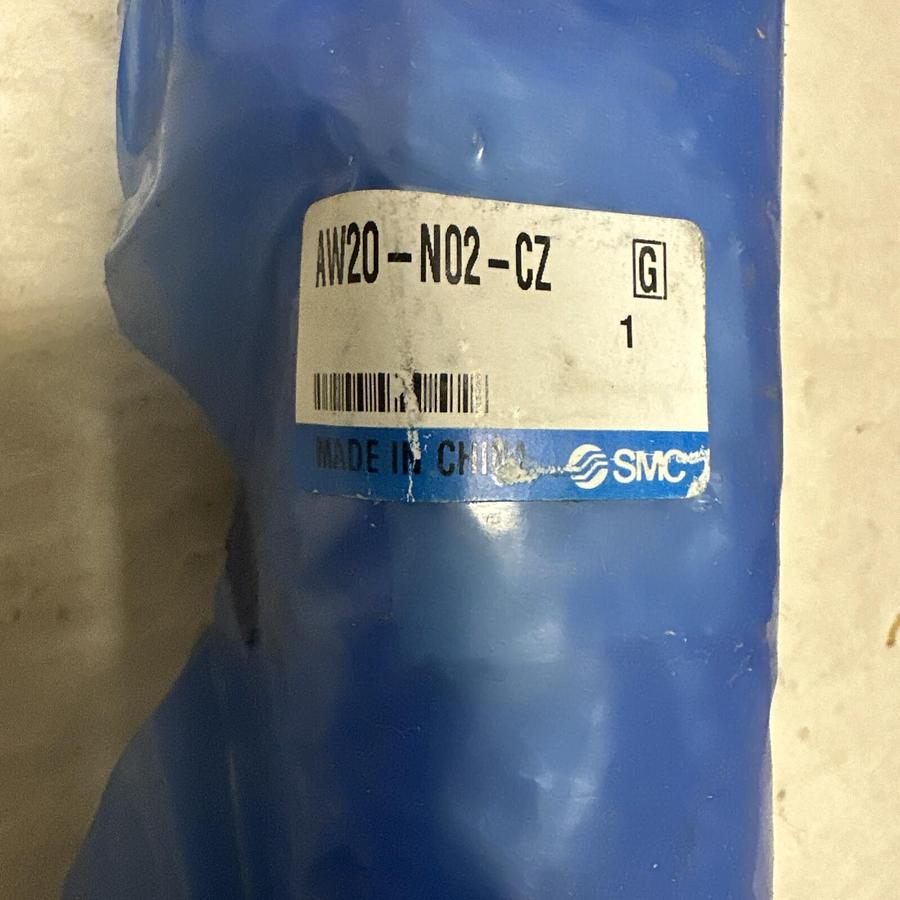 AW20-N02-CZ G
1
MADE IN CHINA SMC